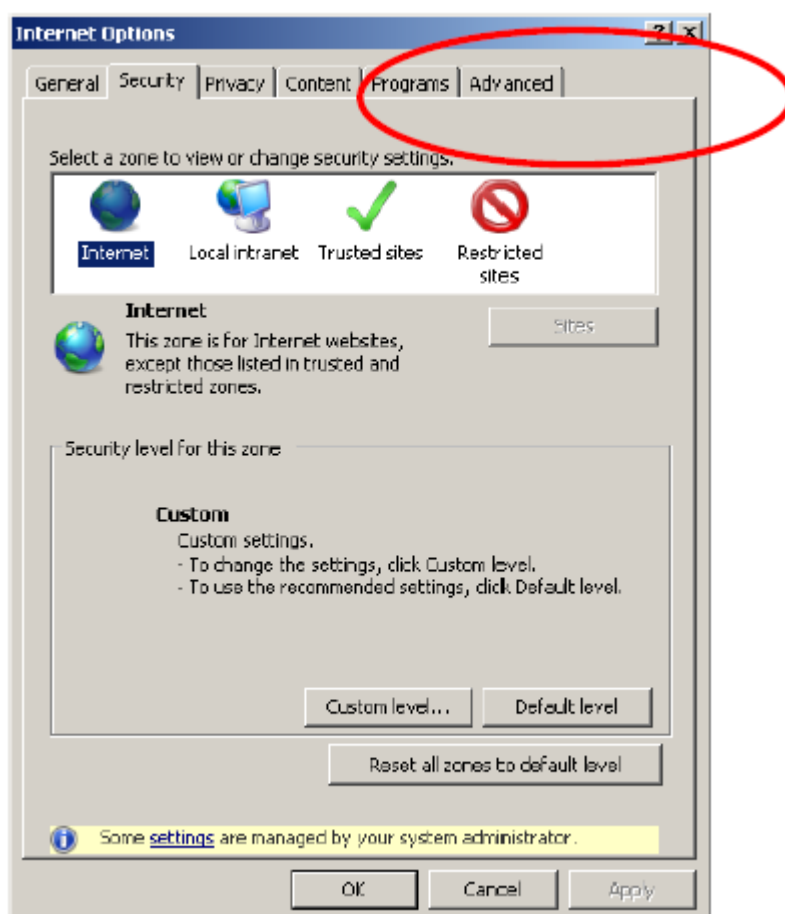 Internet Options
General Security Privacy Content Programs Advanced
Select a zone to view or change security settings.
Internet Local intranet Trusted sites Restricted
sites
Internet
Sites
This zone is for Internet websites,
except those listed in trusted and
restricted zones.
Security level for this zone
Custom
Custom settings.
- To change the settings, click Custom level.
- To use the recommended settings, click Default level.
Custom level... Default level
Reset all zones to default level
Some settings are managed by your system administrator.
OK Cancel Apply